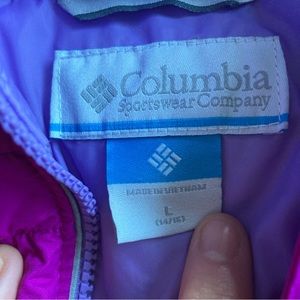 Columbia
Sportswear Company
MADE IN VIETNAM
L
(14/16)